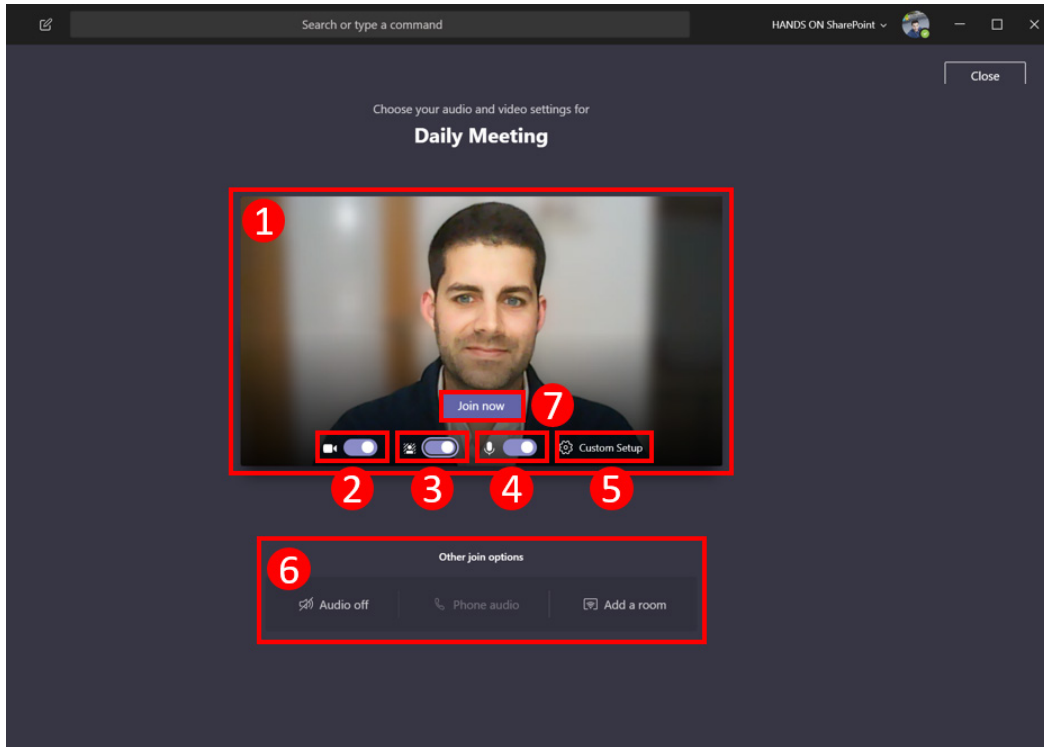 Search or type a command
HANDS ON SharePoint
Close
Choose your audio and video settings for
Daily Meeting
1
Join now
7
Custom Setup
2
3
4
5
6
Other join options
Audio off
Phone audio
Add a room